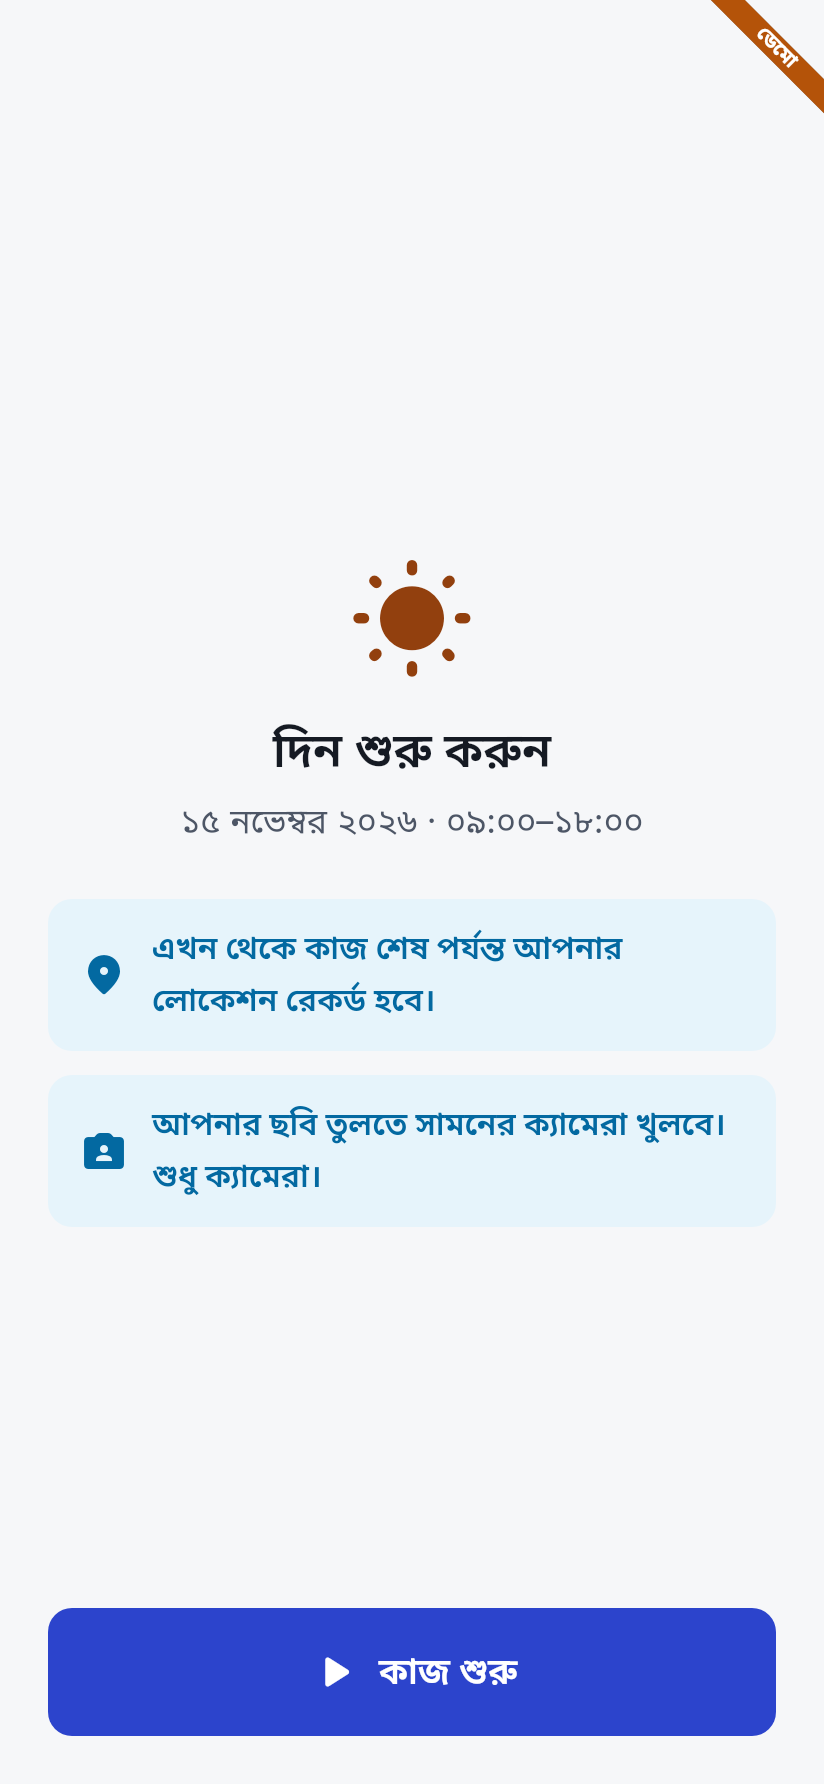 ডেমো
দিন শুরু করুন
১৫ নভেম্বর ২০২৬ · ০৯:০০–১৮:০০
এখন থেকে কাজ শেষ পর্যন্ত আপনার
লোকেশন রেকর্ড হবে।
আপনার ছবি তুলতে সামনের ক্যামেরা খুলবে।
শুধু ক্যামেরা।
কাজ শুরু